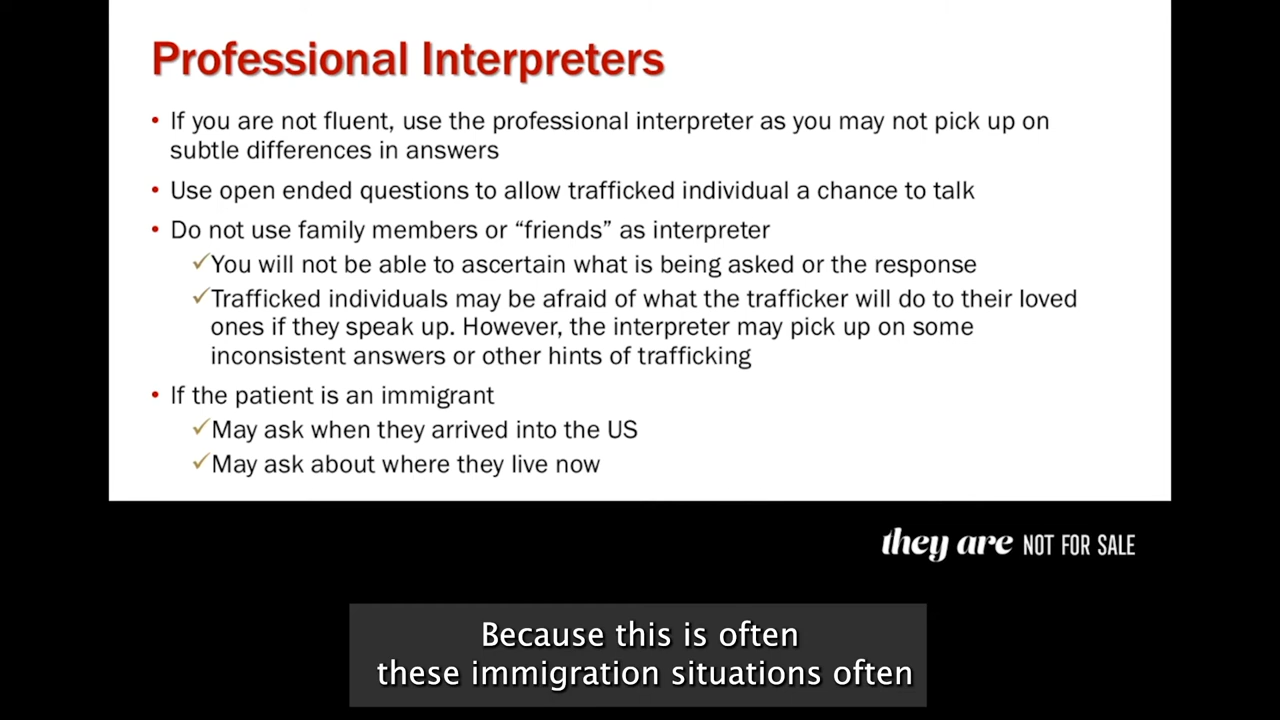 Professional Interpreters
• If you are not fluent, use the professional interpreter as you may not pick up on
subtle differences in answers
• Use open ended questions to allow trafficked individual a chance to talk
• Do not use family members or “friends” as interpreter
✓You will not be able to ascertain what is being asked or the response
✓Trafficked individuals may be afraid of what the trafficker will do to their loved
ones if they speak up. However, the interpreter may pick up on some
inconsistent answers or other hints of trafficking
• If the patient is an immigrant
✓May ask when they arrived into the US
✓May ask about where they live now
they are NOT FOR SALE
Because this is often
these immigration situations often